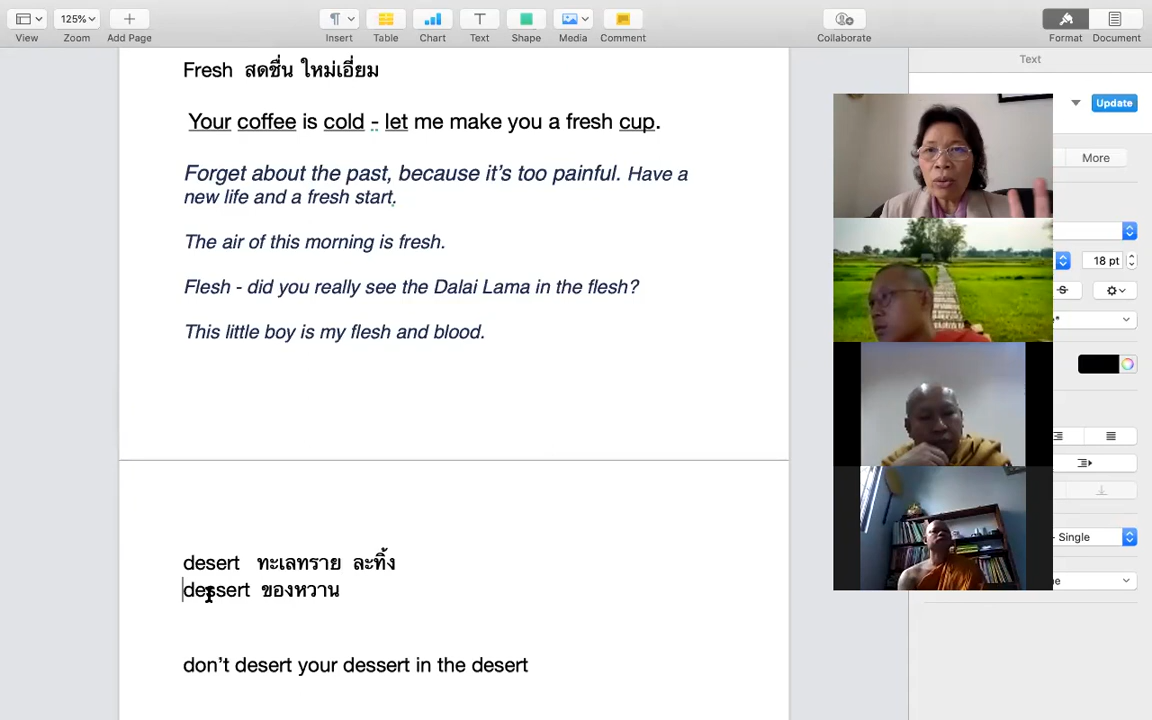 125%
View
Zoom
Add Page
Insert
Table
Chart
Text
Shape
Media
Comment
Collaborate
Format
Document
Text
Update
More
18 pt
Single
Fresh สดชื่น ใหม่เอี่ยม
Your coffee is cold - let me make you a fresh cup.
Forget about the past, because it’s too painful. Have a
new life and a fresh start.
The air of this morning is fresh.
Flesh - did you really see the Dalai Lama in the flesh?
This little boy is my flesh and blood.
desert ทะเลทราย ละทิ้ง
dessert ของหวาน
don’t desert your dessert in the desert